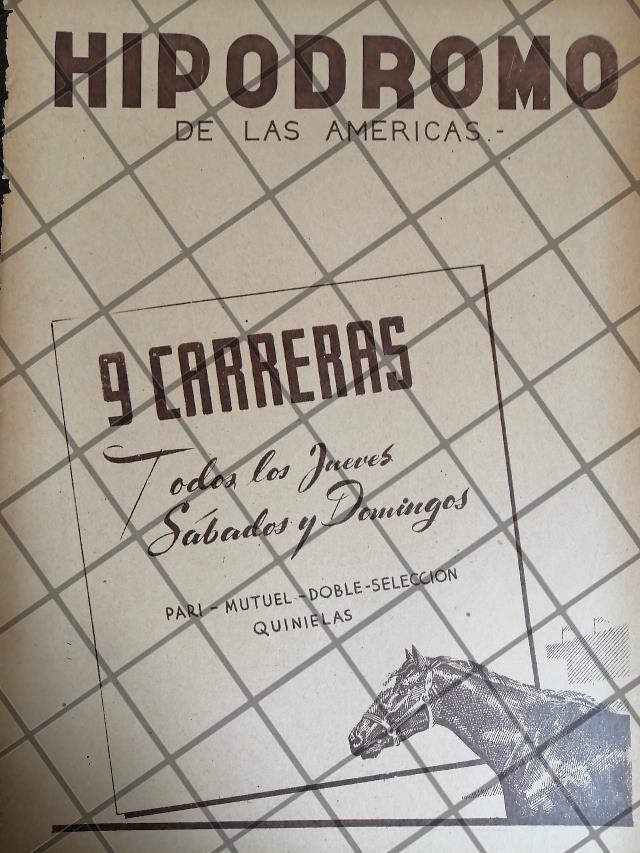 HIPODROMO
DE LAS AMERICAS.-
9 CARRERAS
Todos los Jueves
Sábados y Domingos
PARI - MUTUEL - DOBLE - SELECCION
QUINIELAS